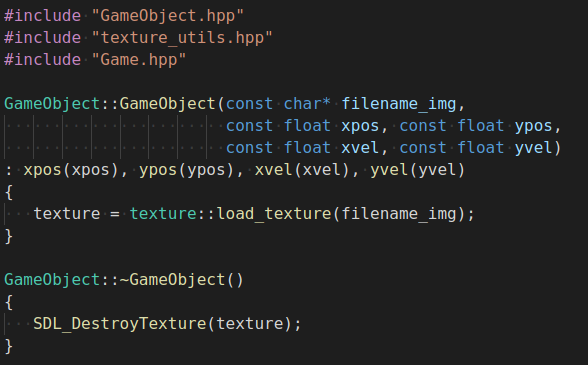 #include "GameObject.hpp"
#include "texture_utils.hpp"
#include "Game.hpp"

GameObject::GameObject(const char* filename_img,
                       const float xpos, const float ypos,
                       const float xvel, const float yvel)
: xpos(xpos), ypos(ypos), xvel(xvel), yvel(yvel)
{
   texture = texture::load_texture(filename_img);
}

GameObject::~GameObject()
{
   SDL_DestroyTexture(texture);
}